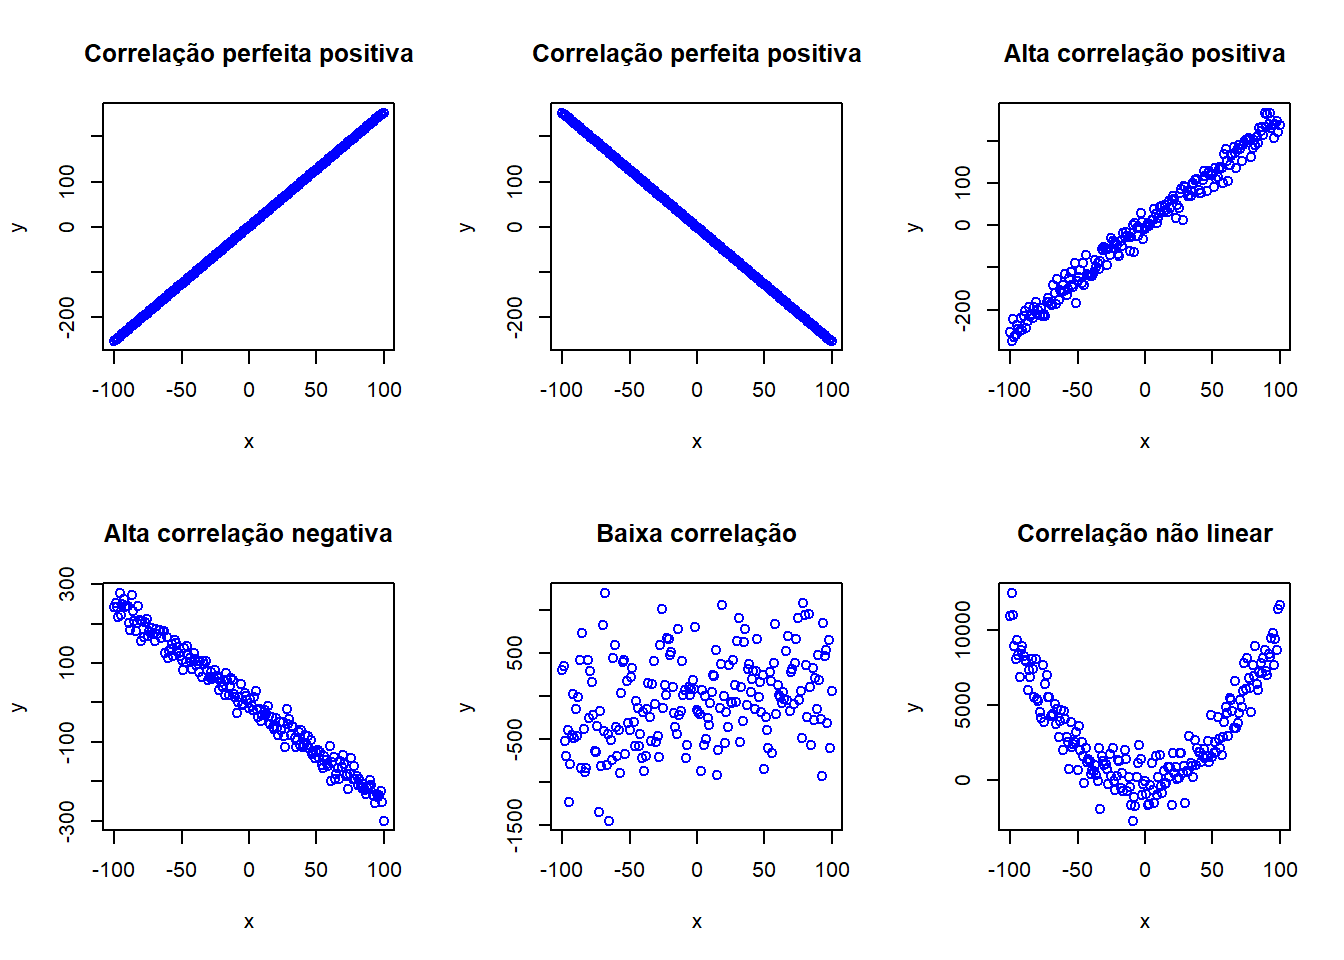 Correlação perfeita positiva
100
0
-200
y
-100 -50 0 50 100
x
Correlação perfeita positiva
100
0
-200
y
-100 -50 0 50 100
x
Alta correlação positiva
100
0
-200
y
-100 -50 0 50 100
x
Alta correlação negativa
300
100
-100
-300
y
-100 -50 0 50 100
x
Baixa correlação
500
-500
-1500
y
-100 -50 0 50 100
x
Correlação não linear
10000
5000
0
y
-100 -50 0 50 100
x